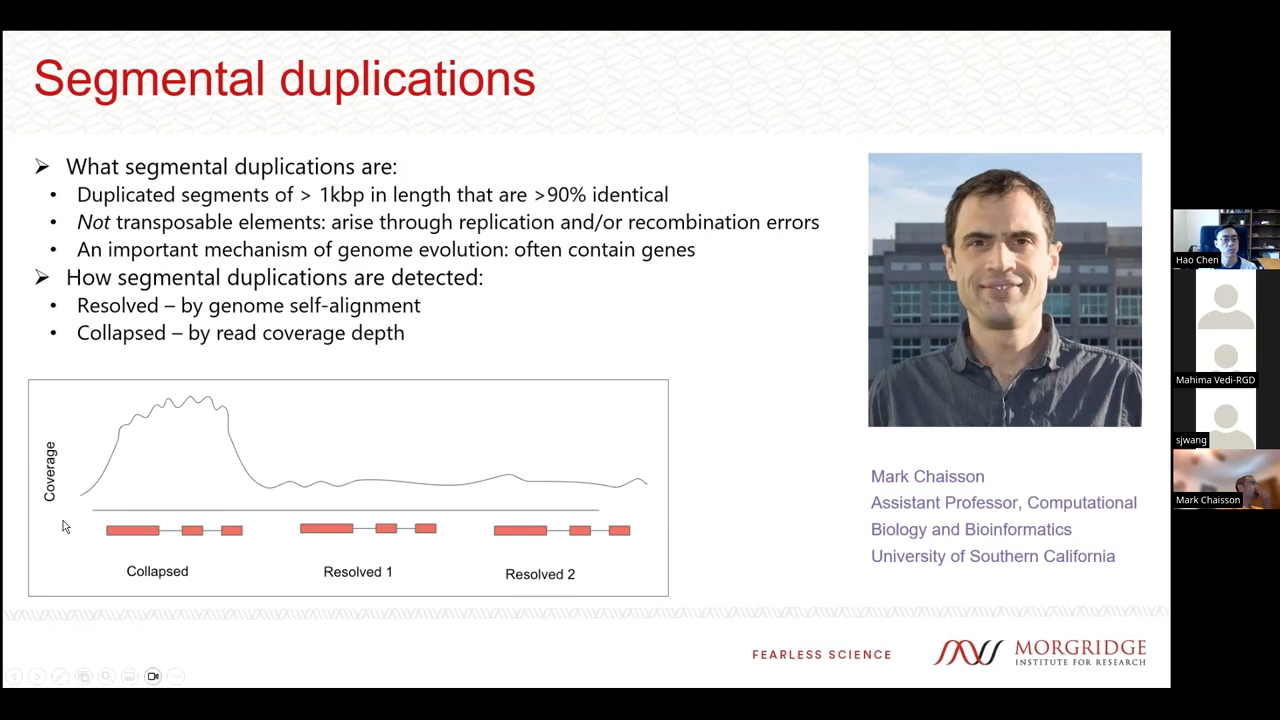 Segmental duplications
➢ What segmental duplications are:
• Duplicated segments of > 1kbp in length that are >90% identical
• Not transposable elements: arise through replication and/or recombination errors
• An important mechanism of genome evolution: often contain genes
➢ How segmental duplications are detected:
• Resolved – by genome self-alignment
• Collapsed – by read coverage depth
Coverage
Collapsed
Resolved 1
Resolved 2
Mark Chaisson
Assistant Professor, Computational
Biology and Bioinformatics
University of Southern California
FEARLESS SCIENCE
MORGRIDGE
INSTITUTE FOR RESEARCH
Hao Chen
Mahima Vedi-RGD
sjwang
Mark Chaisson